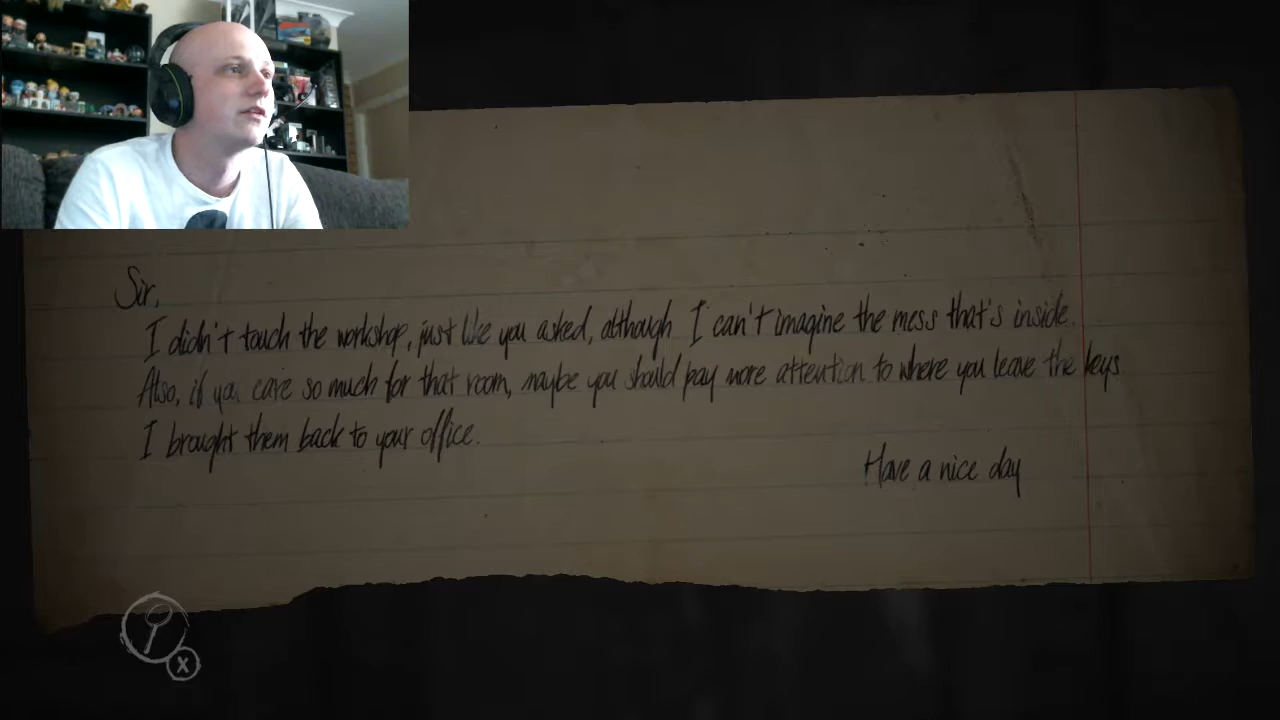 Sir,
I didn't touch the workshop, just like you asked, although I can't imagine the mess that's inside.
Also, if you care so much for that room, maybe you should pay more attention to where you leave the keys
I brought them back to your office.
Have a nice day
X